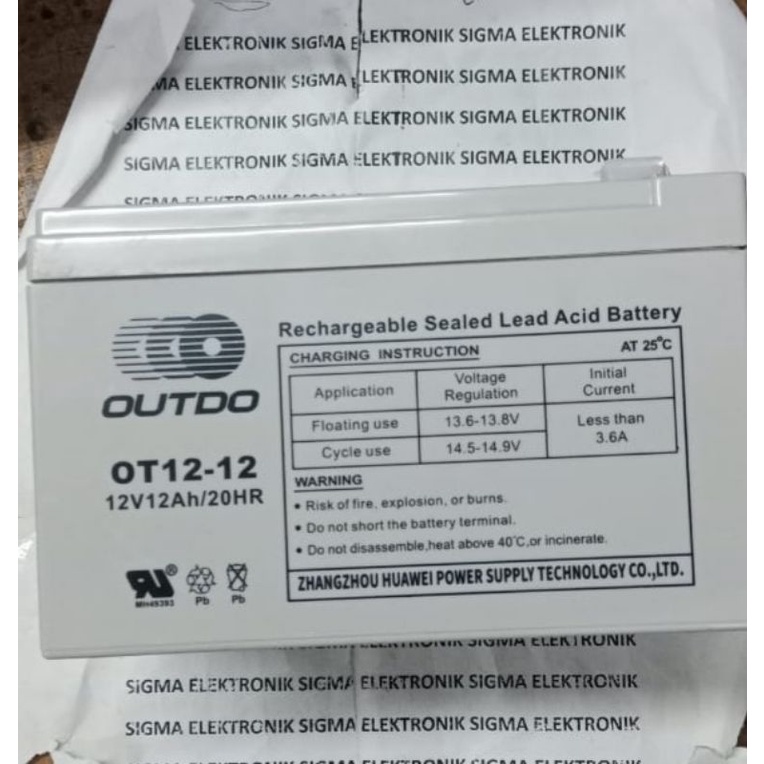 ELEKTRONIK SIGMA ELEKTRONIK SIGMA ELEKTRONIK
SIGMA ELEKTRONIK SIGMA ELEKTRONIK
SIGMA ELEKTRONIK SIGMA ELEKTRONIK SIGMA ELEKTRONIK
SIGMA ELEKTRONIK SIGMA ELEKTRONIK SIGMA ELEKTRONIK
SIGMA ELEKTRONIK
OUTDO
OT12-12
12V12Ah/20HR
MH49393
Pb
Pb
Rechargeable Sealed Lead Acid Battery
CHARGING INSTRUCTION AT 25°C
Application Voltage Regulation Initial Current
Floating use 13.6-13.8V Less than 3.6A
Cycle use 14.5-14.9V
WARNING
• Risk of fire, explosion, or burns.
• Do not short the battery terminal.
• Do not disassemble,heat above 40°C,or incinerate.
ZHANGZHOU HUAWEI POWER SUPPLY TECHNOLOGY CO.,LTD.
ELEKTRONIK SIGMA ELEKTRONIK
SIGMA ELEKTRONIK SIGMA ELEKTRONIK SIGMA ELEKTRONIK
SIGMA ELEKTRONIK SIGMA ELEKTRONIK SIGMA ELEKTRONIK